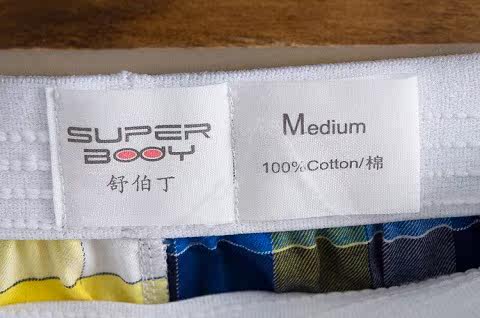 SUPER
BODY
舒伯丁
Medium
100%Cotton/棉